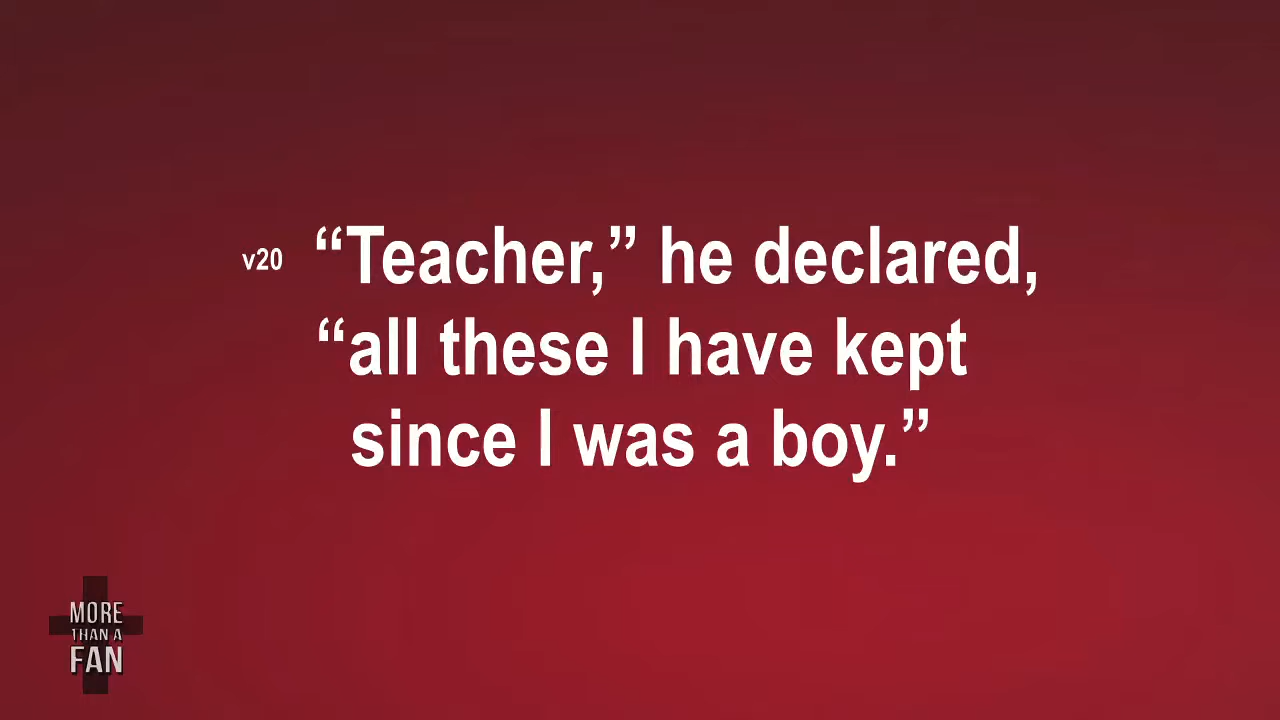 v20 “Teacher,” he declared,
“all these I have kept
since I was a boy.”
MORE
THAN A
FAN